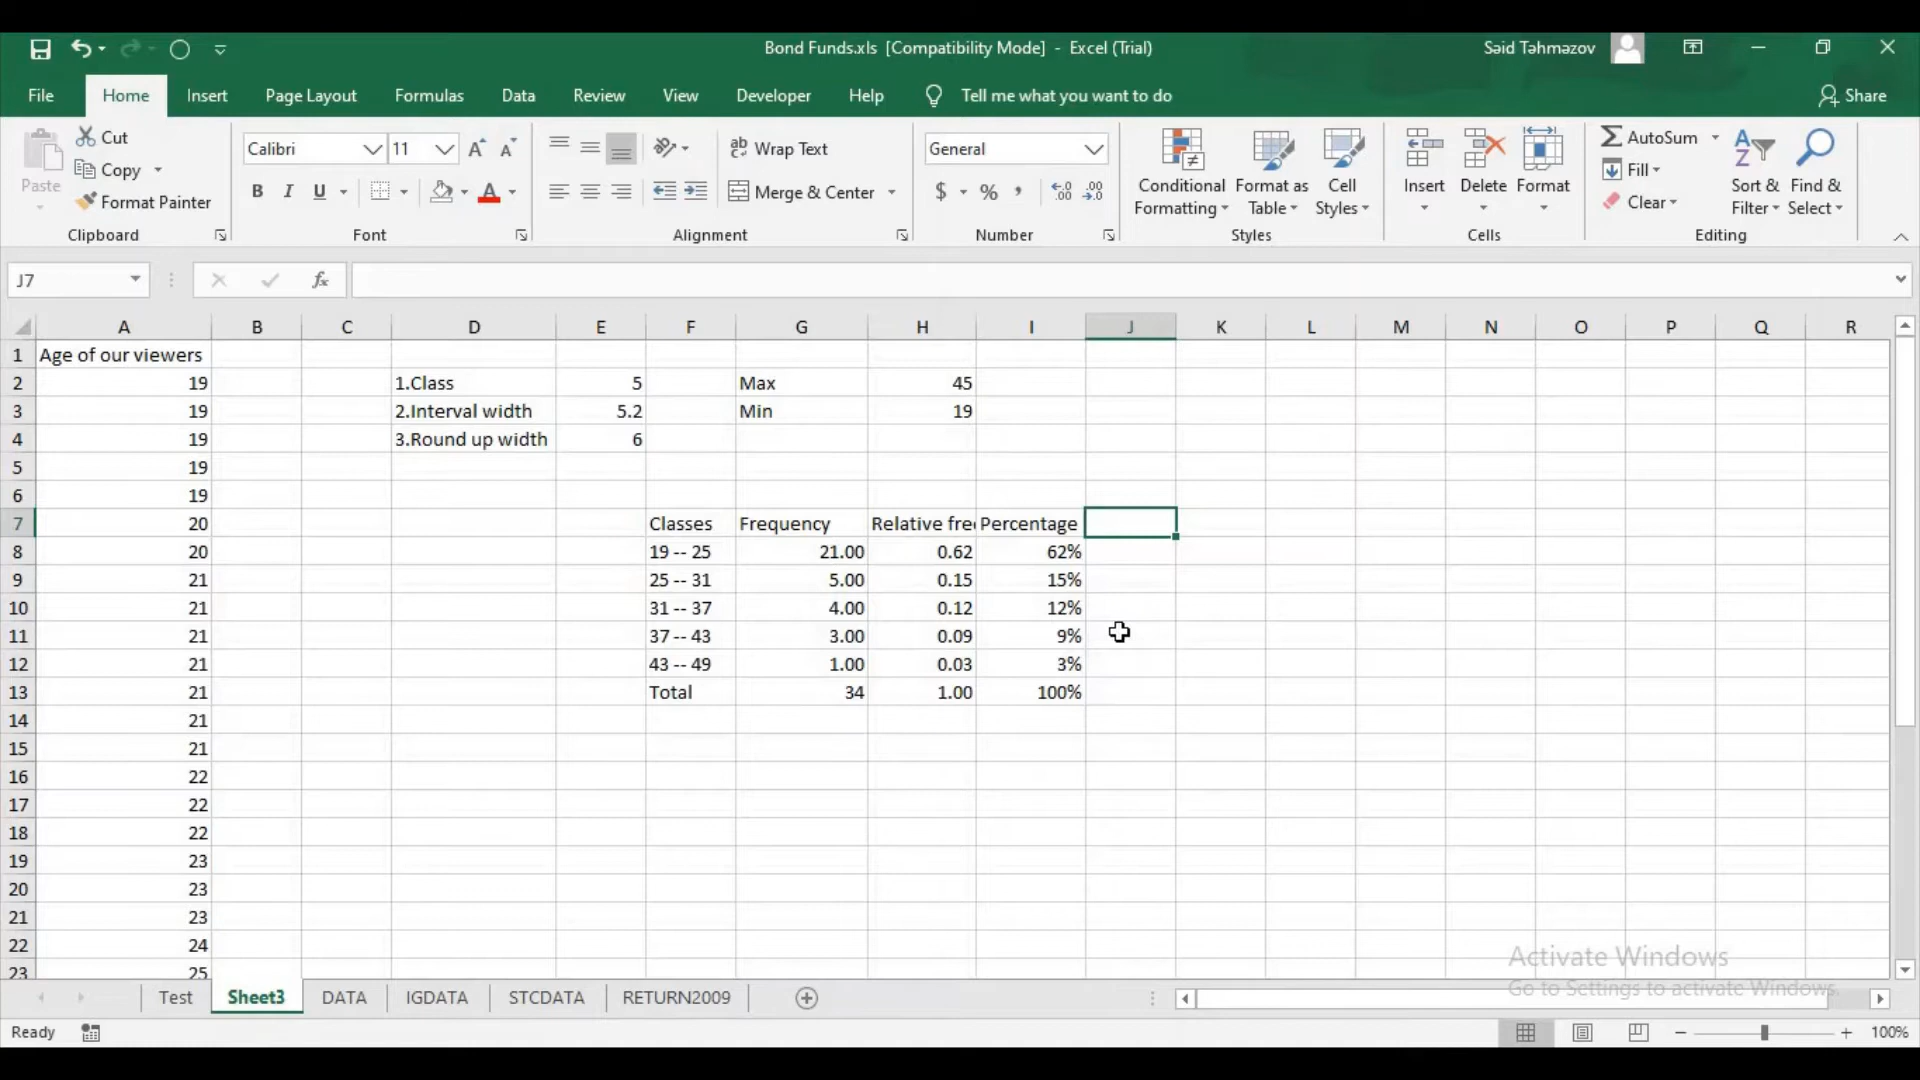 Bond Funds.xls [Compatibility Mode] - Excel (Trial)
Səid Təhməzov
File Home Insert Page Layout Formulas Data Review View Developer Help Tell me what you want to do Share
Paste
Cut
Copy
Format Painter
Clipboard
Calibri 11
B I U A
Font
Wrap Text
Merge & Center
Alignment
General
$ % ,
Number
Conditional Formatting
Format as Table
Cell Styles
Styles
Insert Delete Format
Cells
AutoSum
Fill
Clear
Sort & Filter
Find & Select
Editing
J7 fx
A B C D E F G H I J K L M N O P Q R
1 Age of our viewers
2 19 1.Class 5 Max 45
3 19 2.Interval width 5.2 Min 19
4 19 3.Round up width 6
5 19
6 19
7 20 Classes Frequency Relative fre Percentage
8 20 19 -- 25 21.00 0.62 62%
9 21 25 -- 31 5.00 0.15 15%
10 21 31 -- 37 4.00 0.12 12%
11 21 37 -- 43 3.00 0.09 9%
12 21 43 -- 49 1.00 0.03 3%
13 21 Total 34 1.00 100%
14 21
15 21
16 22
17 22
18 22
19 23
20 23
21 23
22 24
23 25
Activate Windows
Go to Settings to activate Windows.
Test Sheet3 DATA IGDATA STCDATA RETURN2009
Ready 100%